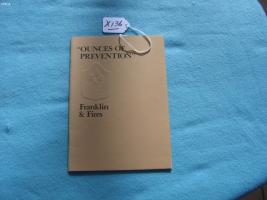 X136
"OUNCES OF
PREVENTION"
Franklin
& Fires